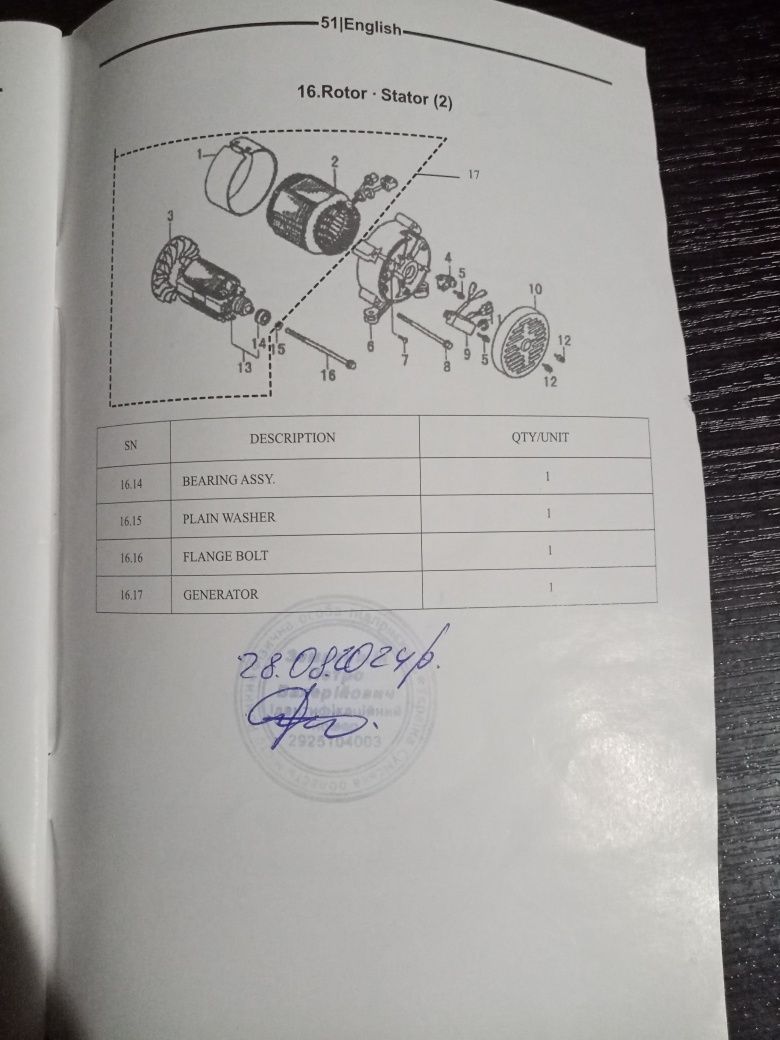 51|English
16.Rotor · Stator (2)
1
2
17
3
4
5
10
6
7
8
9
5
1
12
12
14
15
13
16
SN DESCRIPTION QTY/UNIT
16.14 BEARING ASSY. 1
16.15 PLAIN WASHER 1
16.16 FLANGE BOLT 1
16.17 GENERATOR 1
28.08.2024р.
Валерійович
2925104003